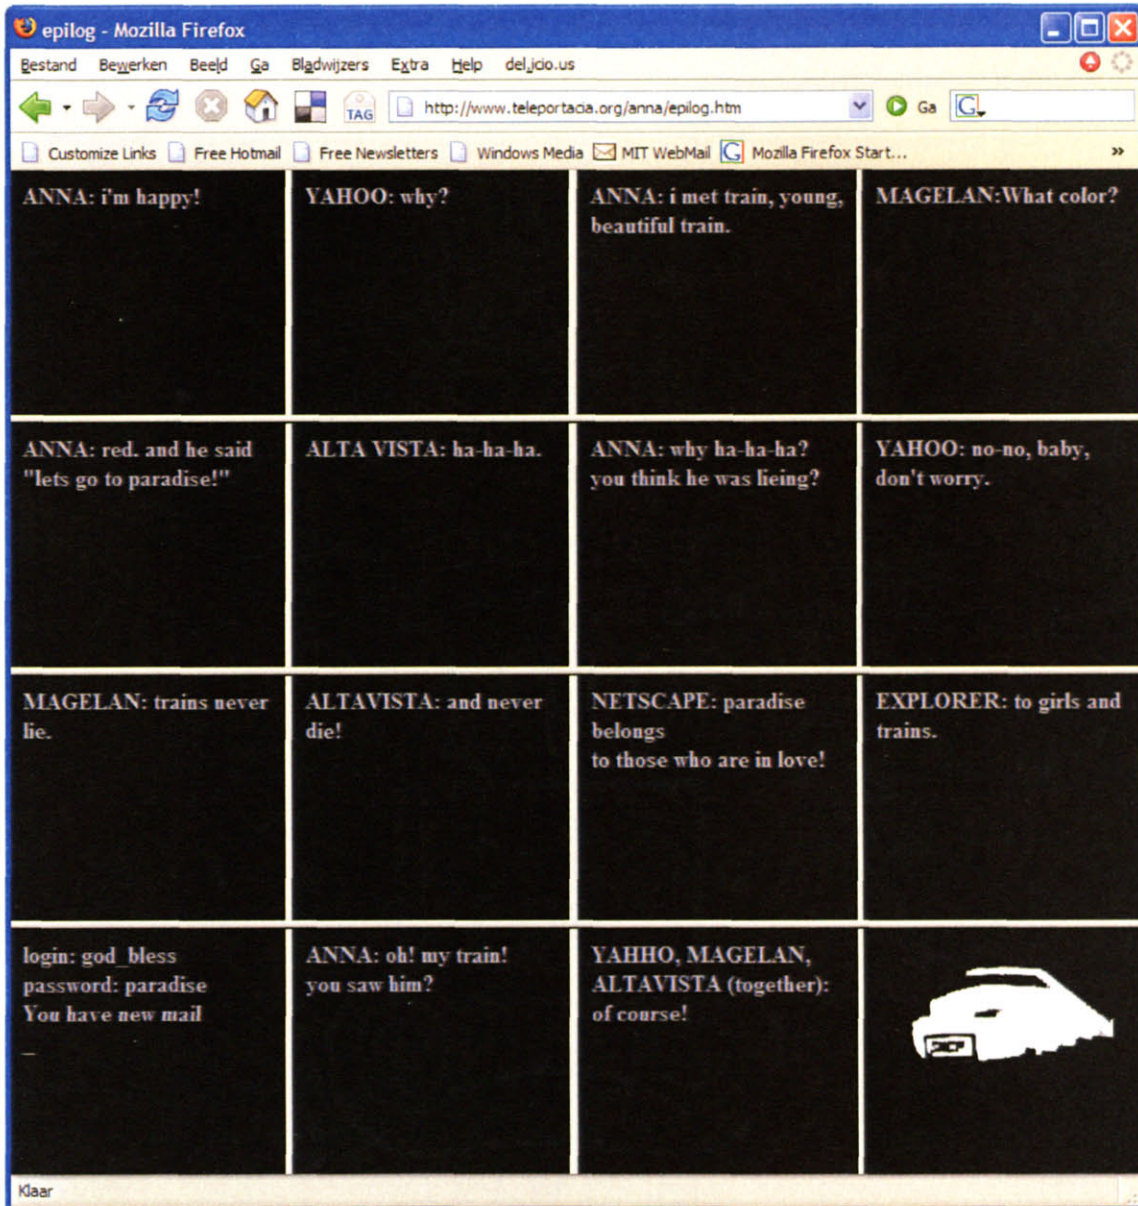 epilog - Mozilla Firefox
Bestand Bewerken Beeld Ga Bladwijzers Extra Help del.icio.us
TAG http://www.teleportacia.org/anna/epilog.htm Ga G
Customize Links Free Hotmail Free Newsletters Windows Media MIT WebMail G Mozilla Firefox Start... »
ANNA: i'm happy!
YAHOO: why?
ANNA: i met train, young,
beautiful train.
MAGELAN:What color?
ANNA: red. and he said
"lets go to paradise!"
ALTA VISTA: ha-ha-ha.
ANNA: why ha-ha-ha?
you think he was lieing?
YAHOO: no-no, baby,
don't worry.
MAGELAN: trains never
lie.
ALTAVISTA: and never
die!
NETSCAPE: paradise
belongs
to those who are in love!
EXPLORER: to girls and
trains.
login: god_bless
password: paradise
You have new mail
_
ANNA: oh! my train!
you saw him?
YAHHO, MAGELAN,
ALTAVISTA (together):
of course!
Klaar